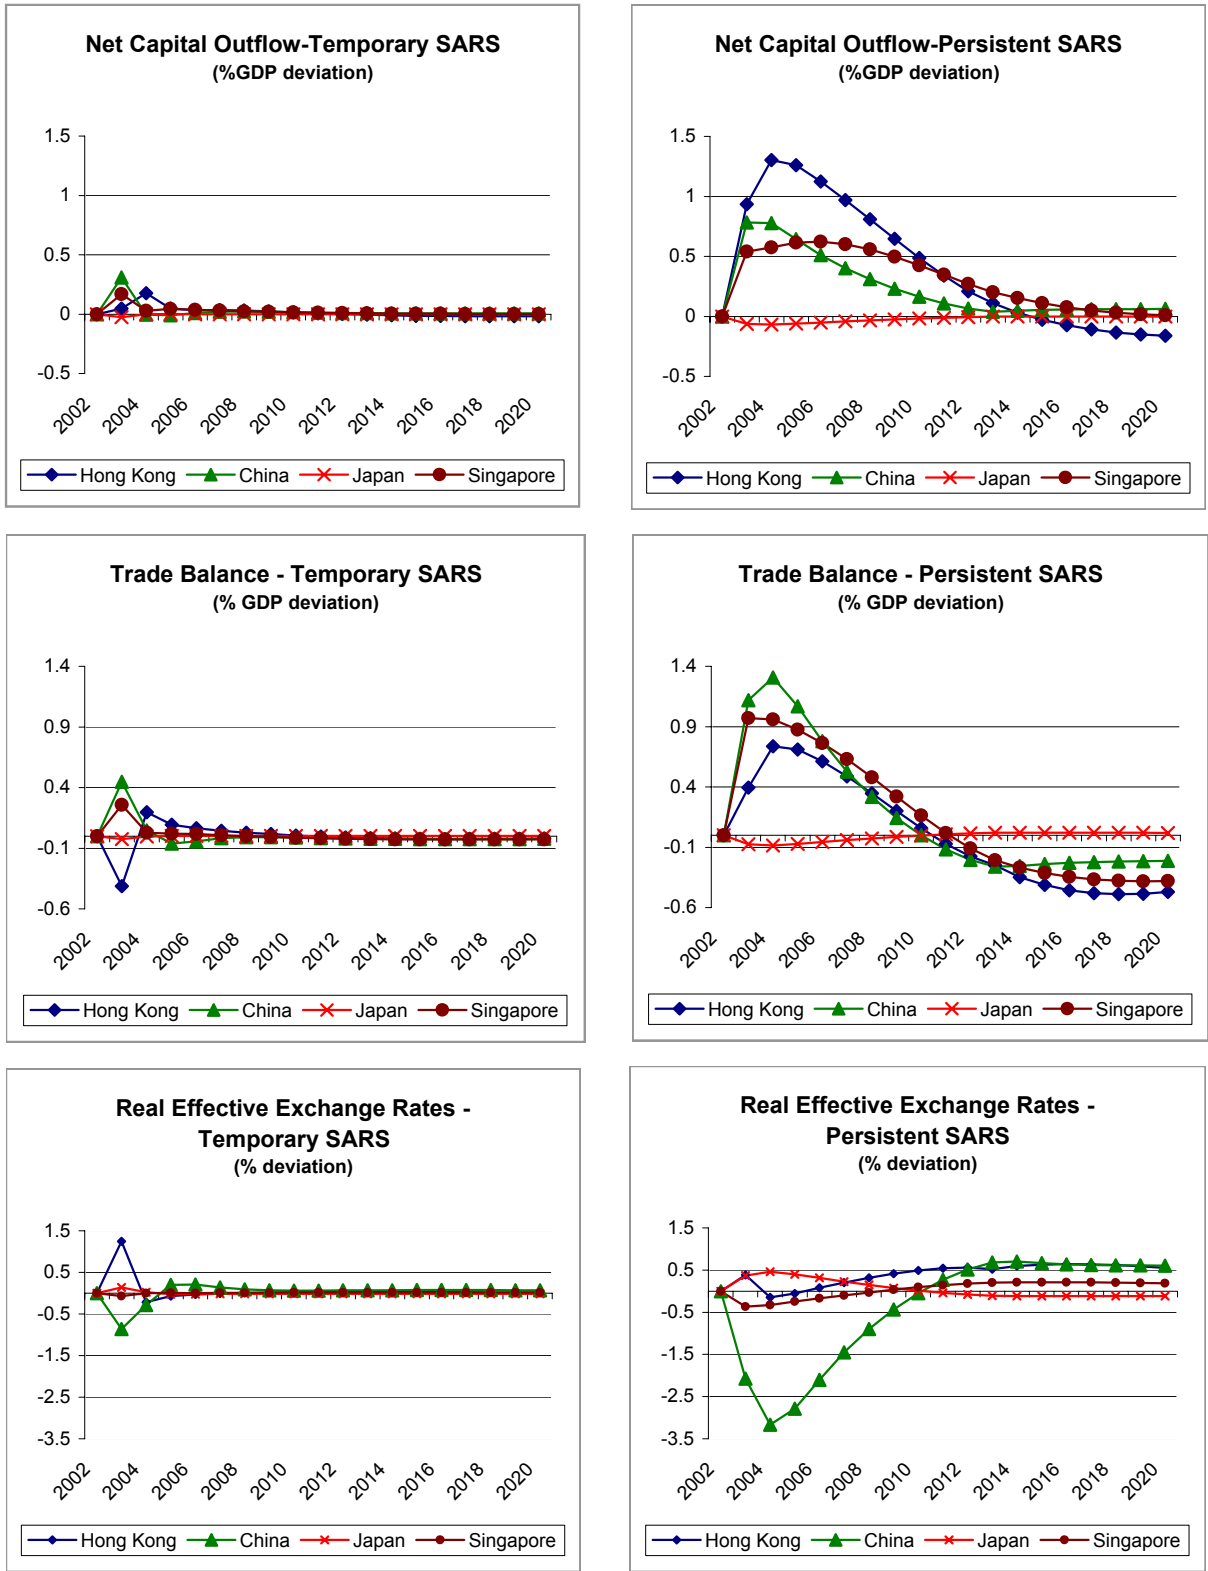 Net Capital Outflow-Temporary SARS
(%GDP deviation)
1.5
1
0.5
0
-0.5
2002 2004 2006 2008 2010 2012 2014 2016 2018 2020
Hong Kong China Japan Singapore
Net Capital Outflow-Persistent SARS
(%GDP deviation)
1.5
1
0.5
0
-0.5
2002 2004 2006 2008 2010 2012 2014 2016 2018 2020
Hong Kong China Japan Singapore
Trade Balance - Temporary SARS
(% GDP deviation)
1.4
0.9
0.4
-0.1
-0.6
2002 2004 2006 2008 2010 2012 2014 2016 2018 2020
Hong Kong China Japan Singapore
Trade Balance - Persistent SARS
(% GDP deviation)
1.4
0.9
0.4
-0.1
-0.6
2002 2004 2006 2008 2010 2012 2014 2016 2018 2020
Hong Kong China Japan Singapore
Real Effective Exchange Rates -
Temporary SARS
(% deviation)
1.5
0.5
-0.5
-1.5
-2.5
-3.5
2002 2004 2006 2008 2010 2012 2014 2016 2018 2020
Hong Kong China Japan Singapore
Real Effective Exchange Rates -
Persistent SARS
(% deviation)
1.5
0.5
-0.5
-1.5
-2.5
-3.5
2002 2004 2006 2008 2010 2012 2014 2016 2018 2020
Hong Kong China Japan Singapore